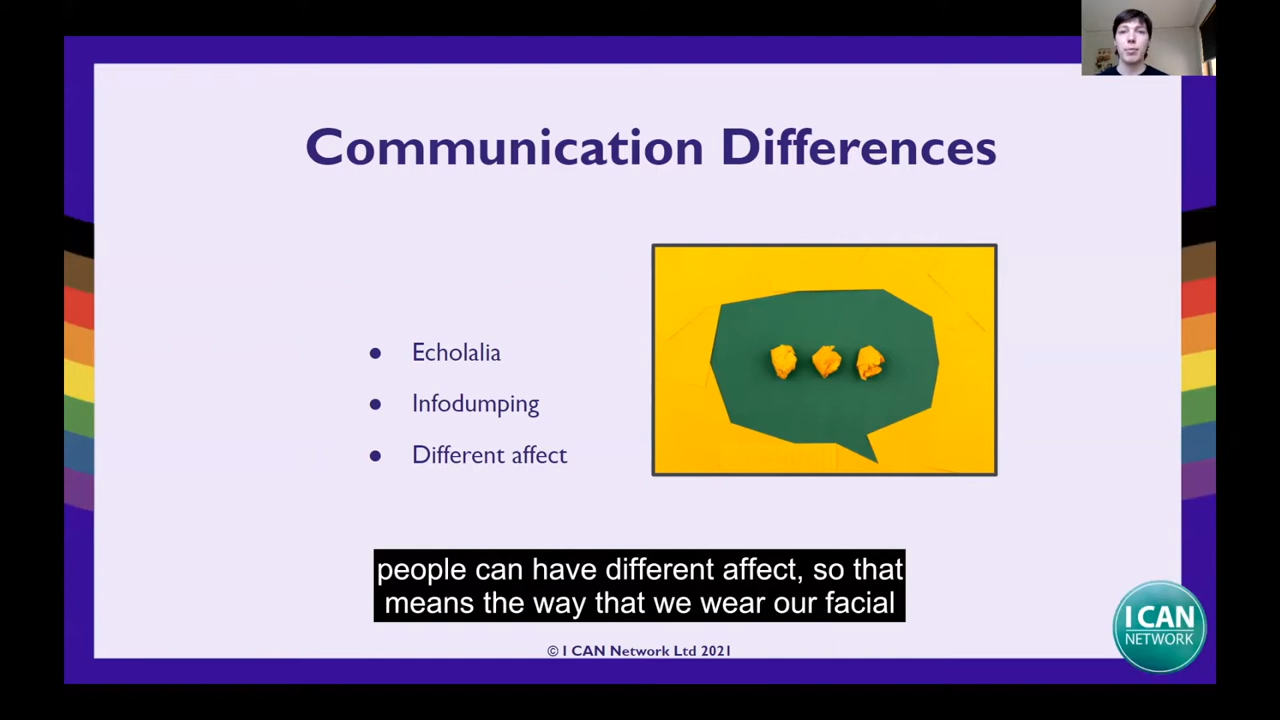 Communication Differences
● Echolalia
● Infodumping
● Different affect
people can have different affect, so that
means the way that we wear our facial
© I CAN Network Ltd 2021
I CAN
NETWORK